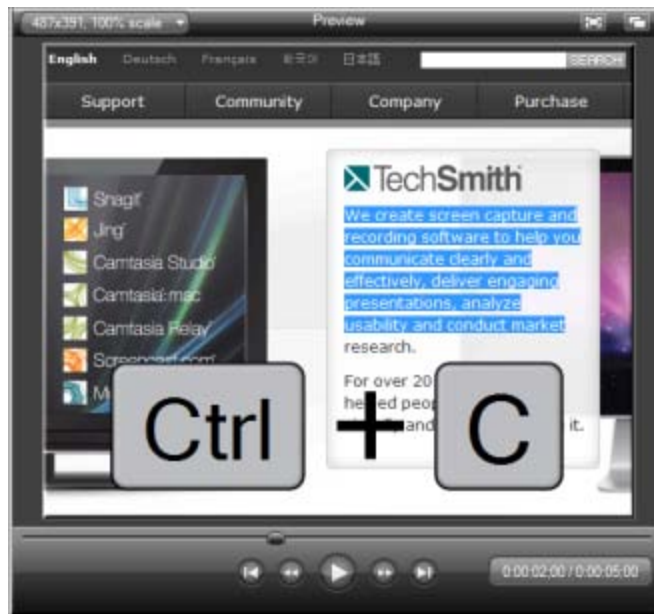 487x391, 100% scale
Preview
English Deutsch Français 한국어 日本語 SEARCH
Support Community Company Purchase
TechSmith
We create screen capture and
recording software to help you
communicate clearly and
effectively, deliver engaging
presentations, analyze
usability and conduct market
research.
For over 20
it.
Snagit
Jing
Camtasia Studio
Camtasia:mac
Camtasia Relay
Screencast.com
Ctrl + C
0:00:02;00 / 0:00:05;00